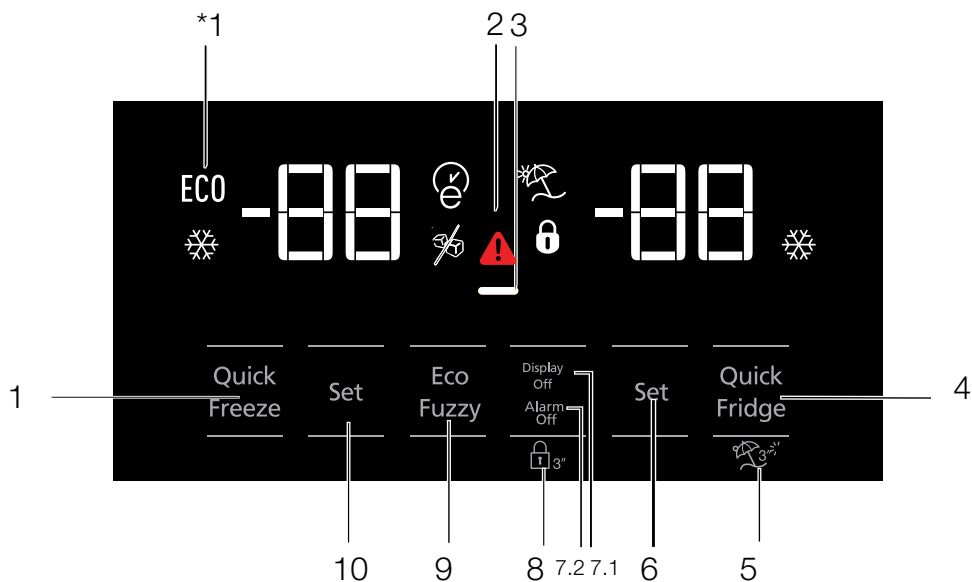 *1 2 3
ECO -88 -88
Quick
Freeze
Set
Eco
Fuzzy
Display
Off
Alarm
Off
Set
Quick
Fridge
1
4
3"
3"
10 9 8 7.2 7.1 6 5